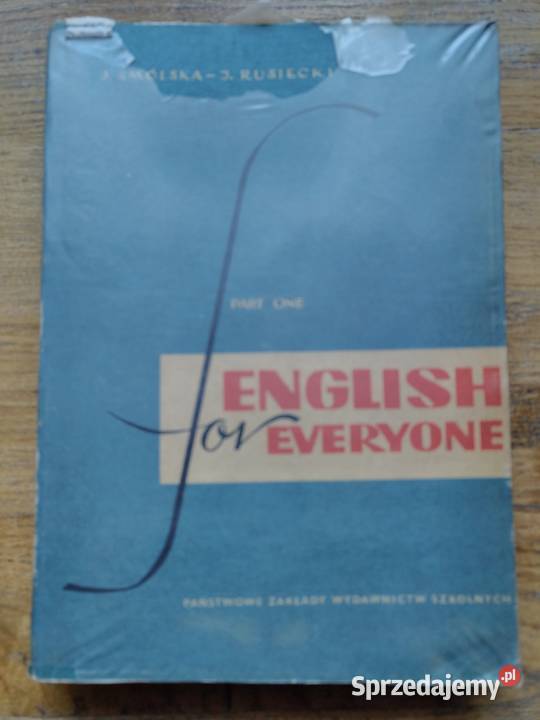 J. SMÓLSKA - J. RUSIECKI
PART ONE
ENGLISH
for EVERYONE
PAŃSTWOWE ZAKŁADY WYDAWNICTW SZKOLNYCH
Sprzedajemy.pl